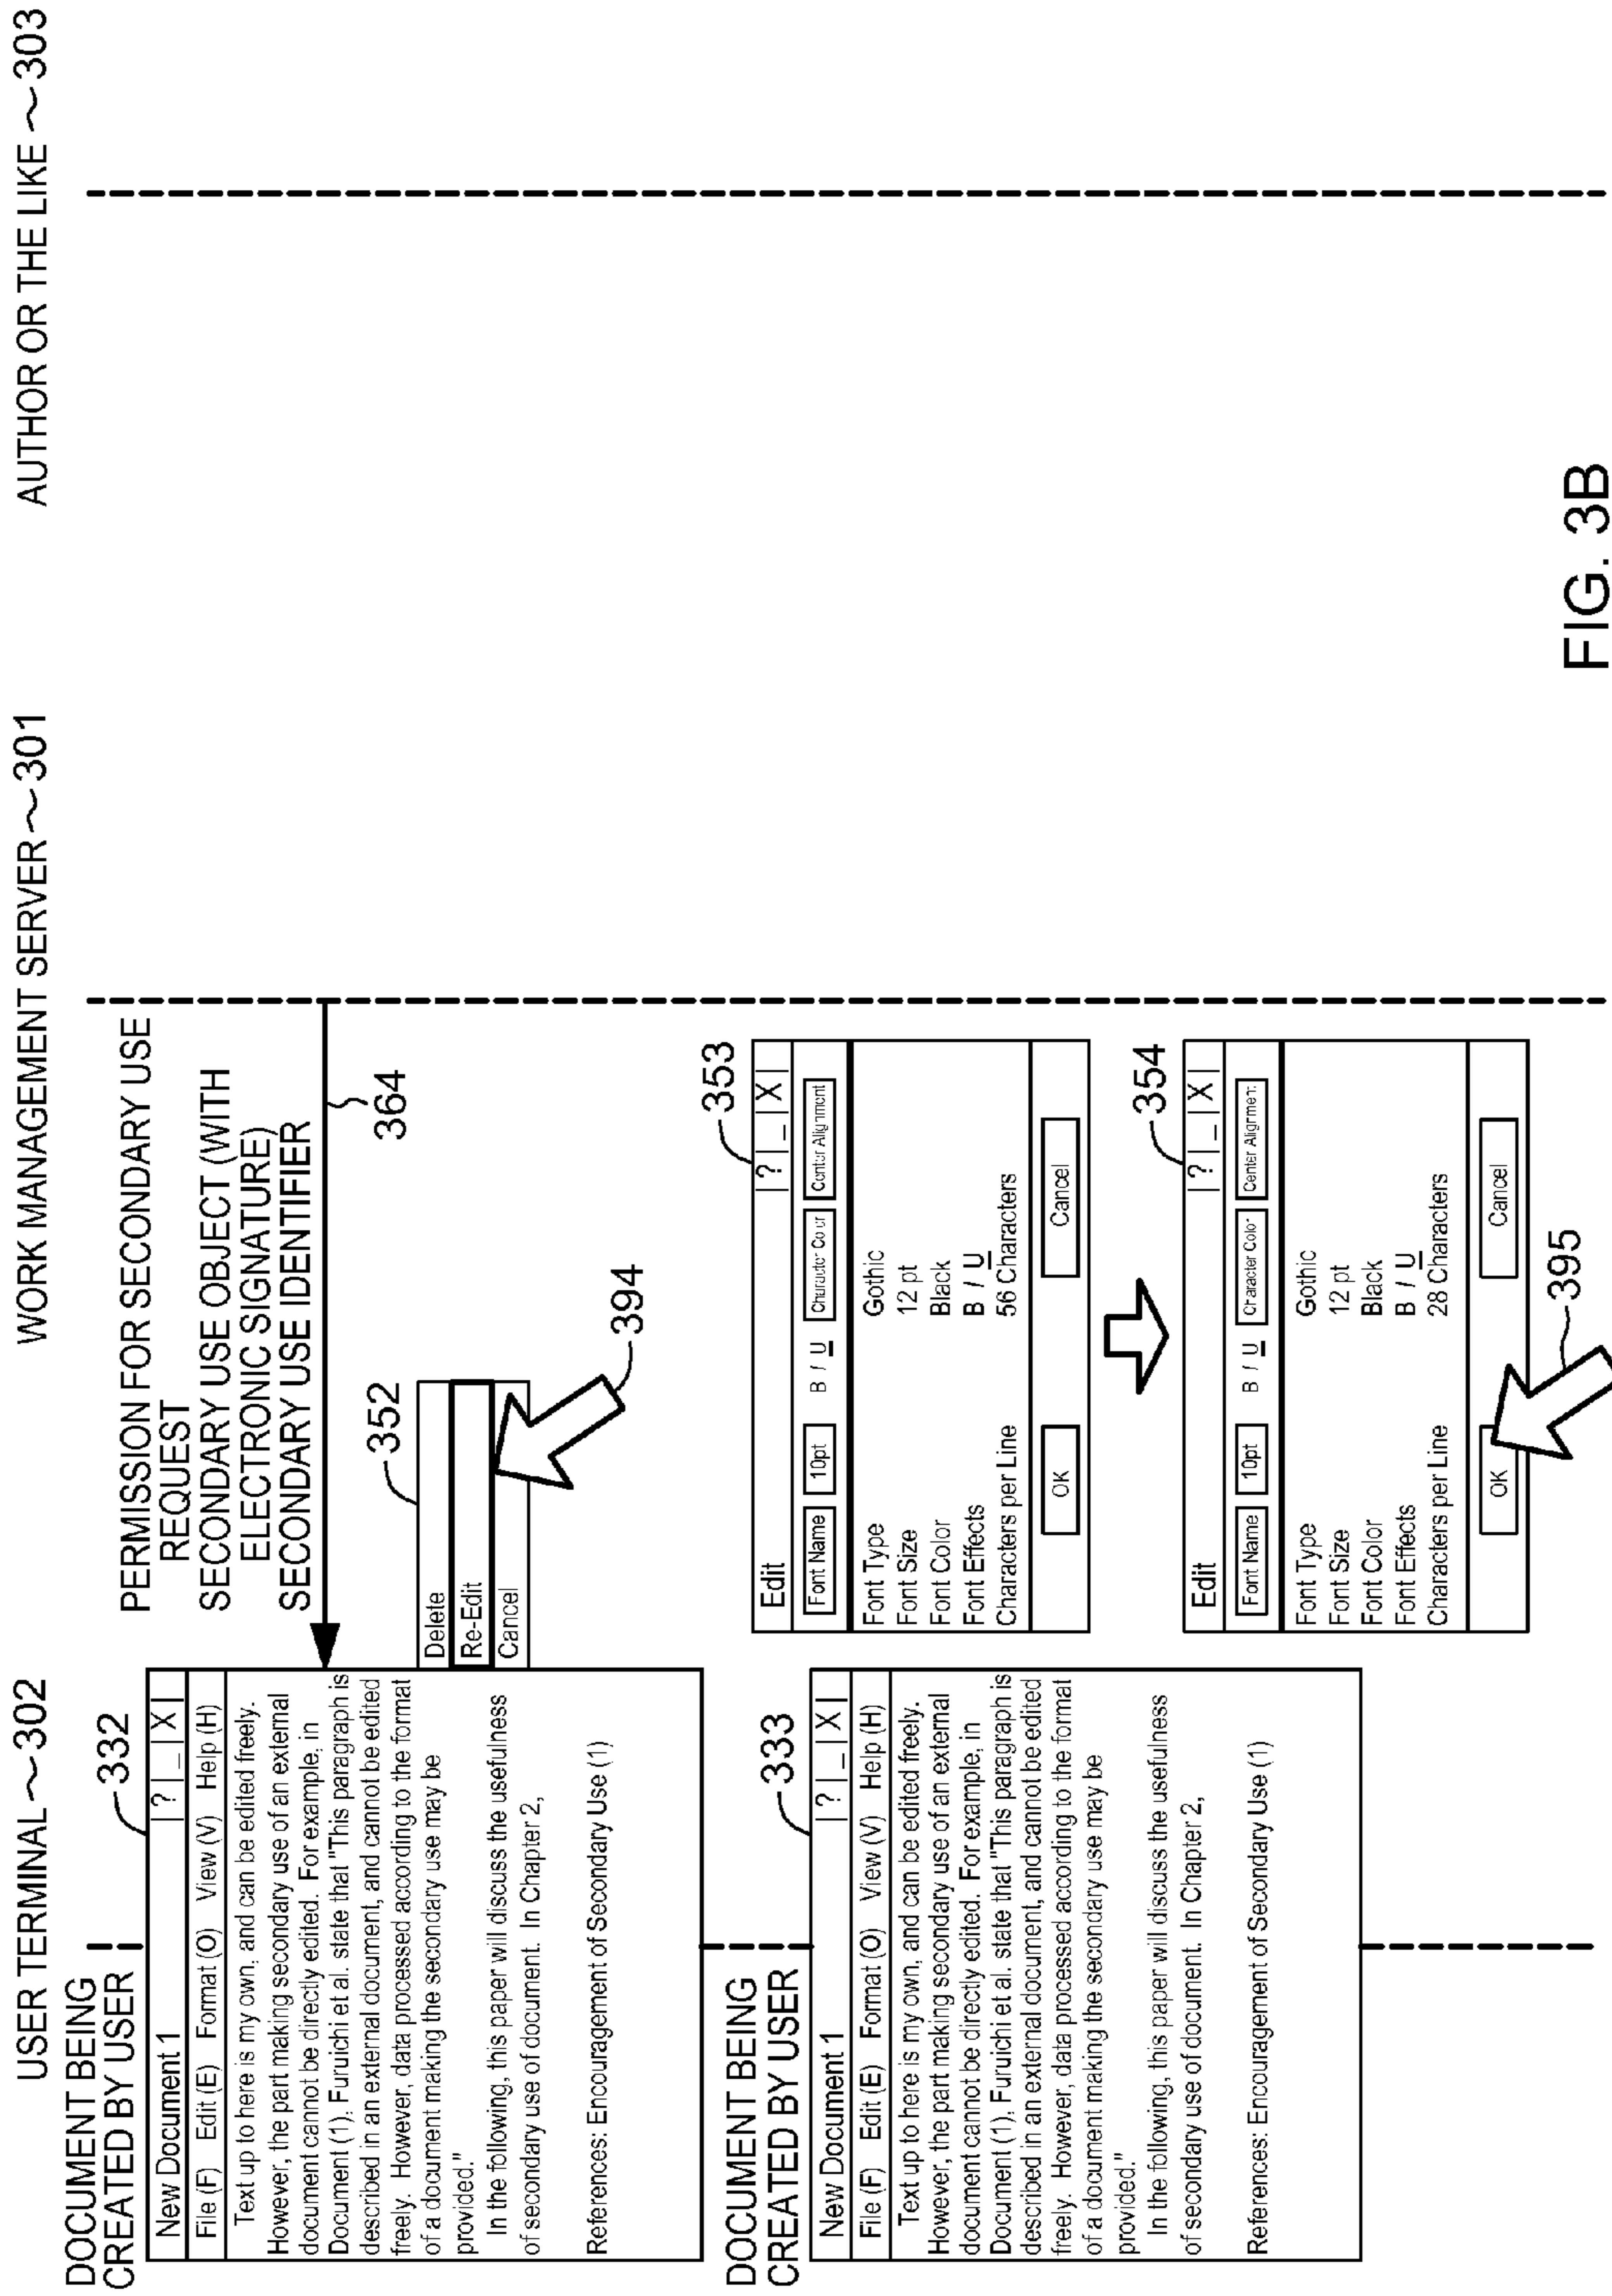 USER TERMINAL ~302
WORK MANAGEMENT SERVER ~301
AUTHOR OR THE LIKE ~303
DOCUMENT BEING
CREATED BY USER
332
New Document 1 | ? | _ | X |
File (F) Edit (E) Format (O) View (V) Help (H)
Text up to here is my own, and can be edited freely.
However, the part making secondary use of an external
document cannot be directly edited. For example, in
Document (1), Furuichi et al. state that "This paragraph is
described in an external document, and cannot be edited
freely. However, data processed according to the format
of a document making the secondary use may be
provided."
In the following, this paper will discuss the usefulness
of secondary use of document. In Chapter 2,
References: Encouragement of Secondary Use (1)
PERMISSION FOR SECONDARY USE
REQUEST
SECONDARY USE OBJECT (WITH
ELECTRONIC SIGNATURE)
SECONDARY USE IDENTIFIER
364
352
Delete
Re-Edit
Cancel
394
DOCUMENT BEING
CREATED BY USER
333
New Document 1 | ? | _ | X |
File (F) Edit (E) Format (O) View (V) Help (H)
Text up to here is my own, and can be edited freely.
However, the part making secondary use of an external
document cannot be directly edited. For example, in
Document (1), Furuichi et al. state that "This paragraph is
described in an external document, and cannot be edited
freely. However, data processed according to the format
of a document making the secondary use may be
provided."
In the following, this paper will discuss the usefulness
of secondary use of document. In Chapter 2,
References: Encouragement of Secondary Use (1)
353
Edit | ? | _ | X |
Font Name 10pt B / U Character Color Center Alignment
Font Type Gothic
Font Size 12 pt
Font Color Black
Font Effects B / U
Characters per Line 56 Characters
OK Cancel
354
Edit | ? | _ | X |
Font Name 10pt B / U Character Color Center Alignment
Font Type Gothic
Font Size 12 pt
Font Color Black
Font Effects B / U
Characters per Line 28 Characters
OK Cancel
395
FIG. 3B